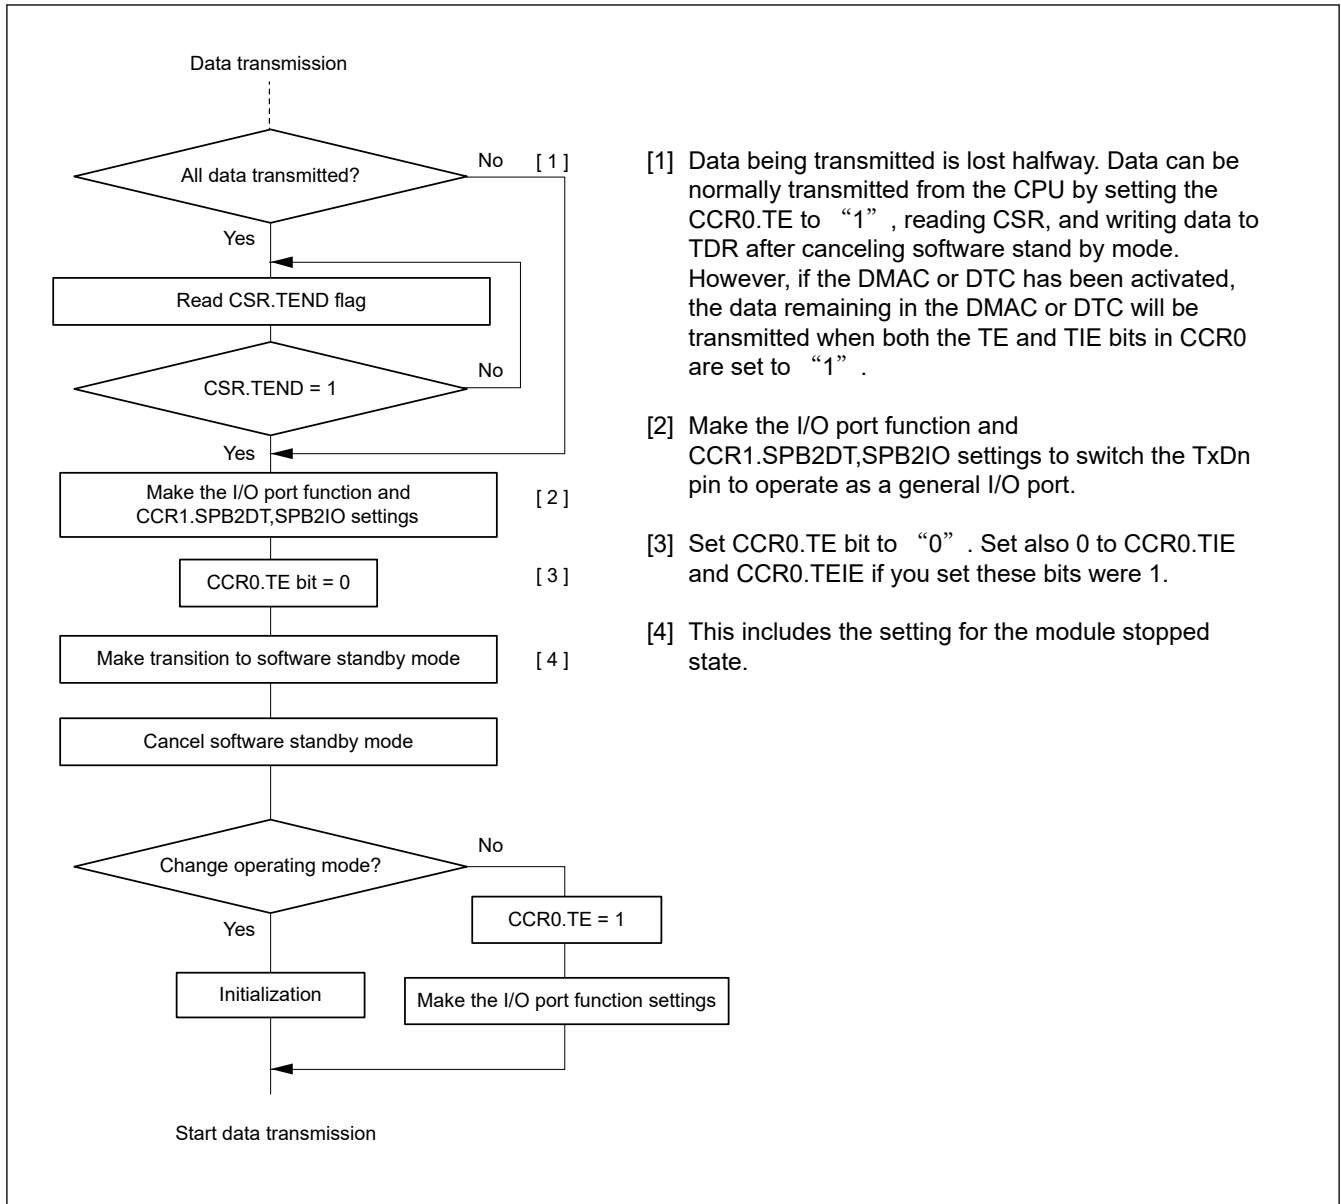 Data transmission
All data transmitted?
No [ 1 ]
Yes
Read CSR.TEND flag
CSR.TEND = 1
No
Yes
Make the I/O port function and
CCR1.SPB2DT,SPB2IO settings
[ 2 ]
CCR0.TE bit = 0
[ 3 ]
Make transition to software standby mode
[ 4 ]
Cancel software standby mode
Change operating mode?
No
Yes
CCR0.TE = 1
Initialization
Make the I/O port function settings
Start data transmission
[1] Data being transmitted is lost halfway. Data can be
normally transmitted from the CPU by setting the
CCR0.TE to “1”, reading CSR, and writing data to
TDR after canceling software stand by mode.
However, if the DMAC or DTC has been activated,
the data remaining in the DMAC or DTC will be
transmitted when both the TE and TIE bits in CCR0
are set to “1”.
[2] Make the I/O port function and
CCR1.SPB2DT,SPB2IO settings to switch the TxDn
pin to operate as a general I/O port.
[3] Set CCR0.TE bit to “0”. Set also 0 to CCR0.TIE
and CCR0.TEIE if you set these bits were 1.
[4] This includes the setting for the module stopped
state.